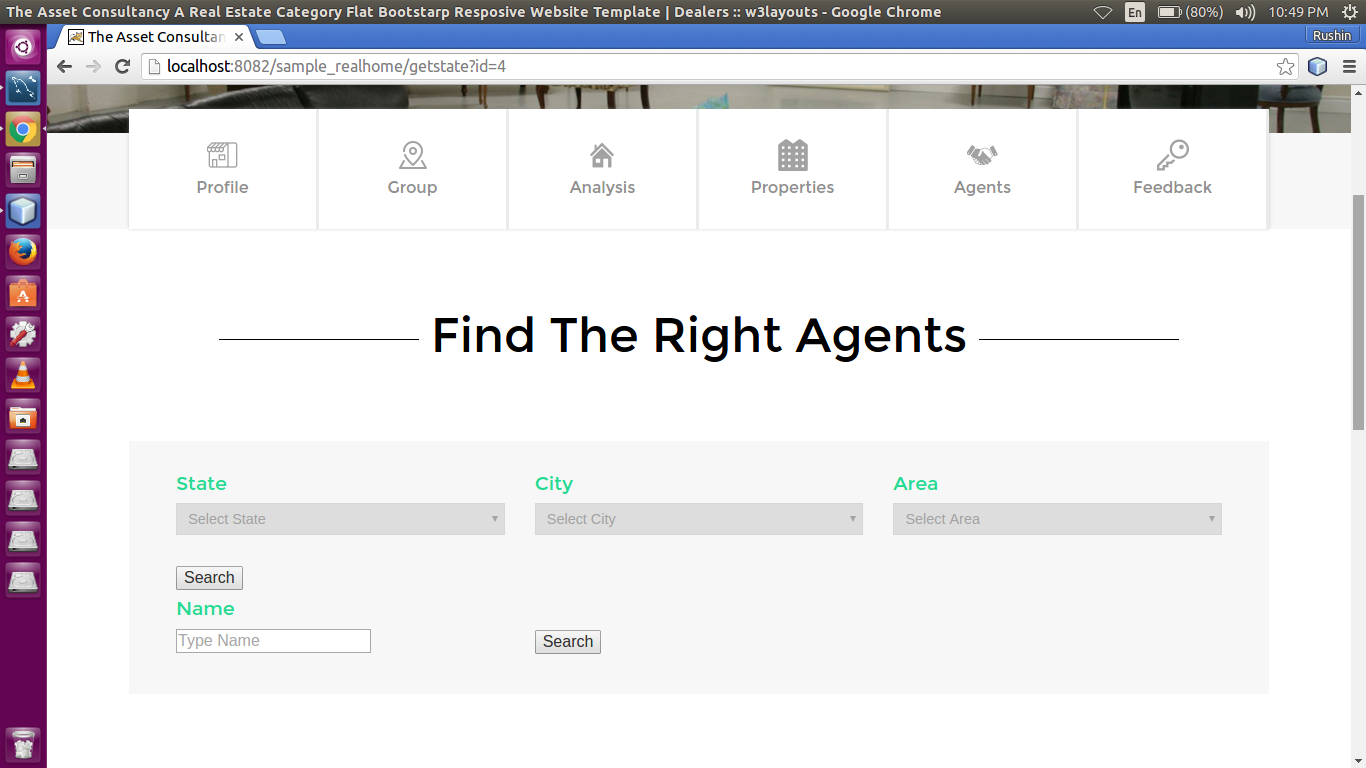 The Asset Consultancy A Real Estate Category Flat Bootstarp Resposive Website Template | Dealers :: w3layouts - Google Chrome
En (80%) 10:49 PM
The Asset Consultan
Rushin
localhost:8082/sample_realhome/getstate?id=4
Profile Group Analysis Properties Agents Feedback
Find The Right Agents
State City Area
Select State Select City Select Area
Search
Name
Type Name Search